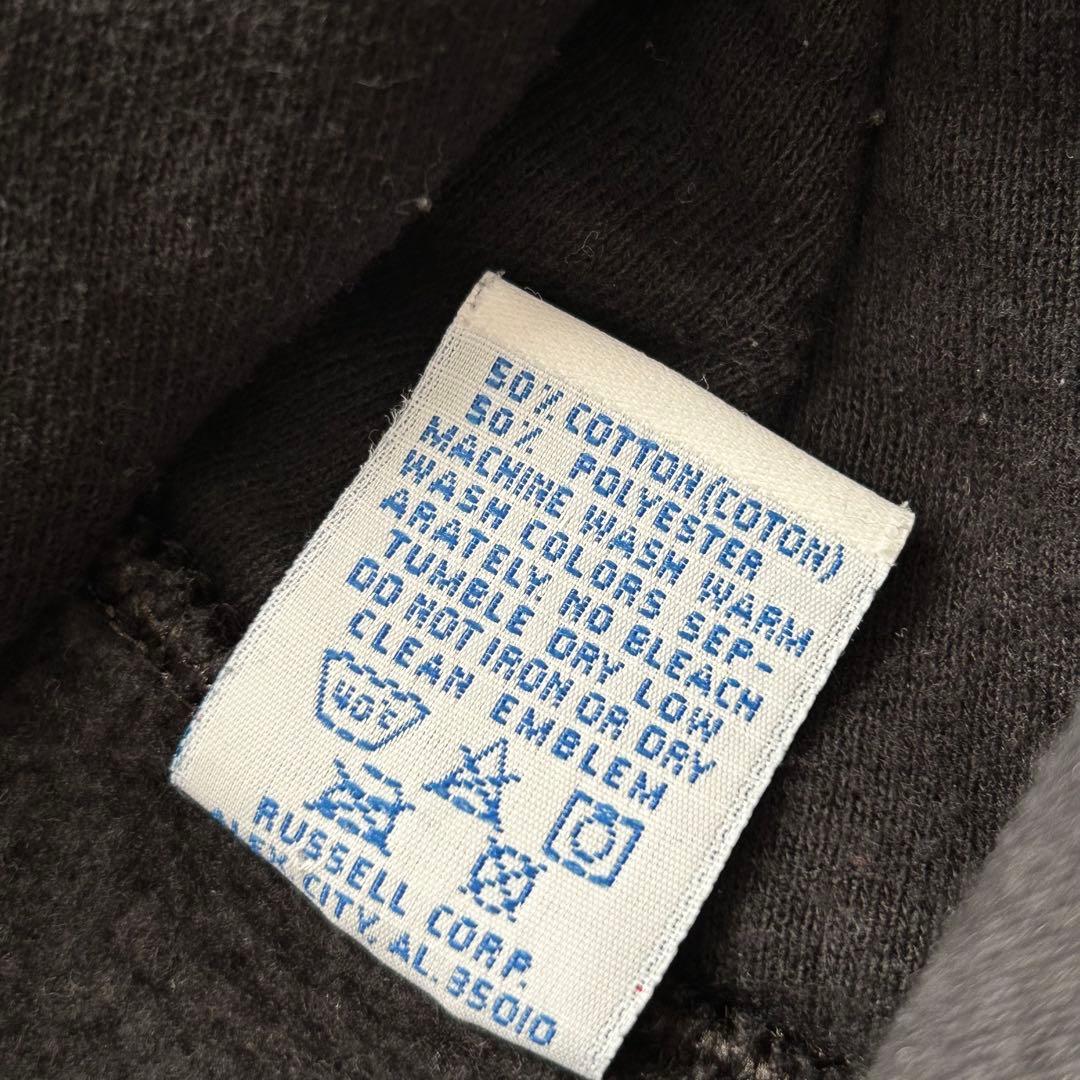 50% COTTON(COTON)
50% POLYESTER
MACHINE WASH WARM
WASH COLORS SEP-
ARATELY. NO BLEACH
TUMBLE DRY LOW
DO NOT IRON OR DRY
CLEAN EMBLEM
40°C
RUSSELL CORP.
ALEX. CITY, AL. 35010